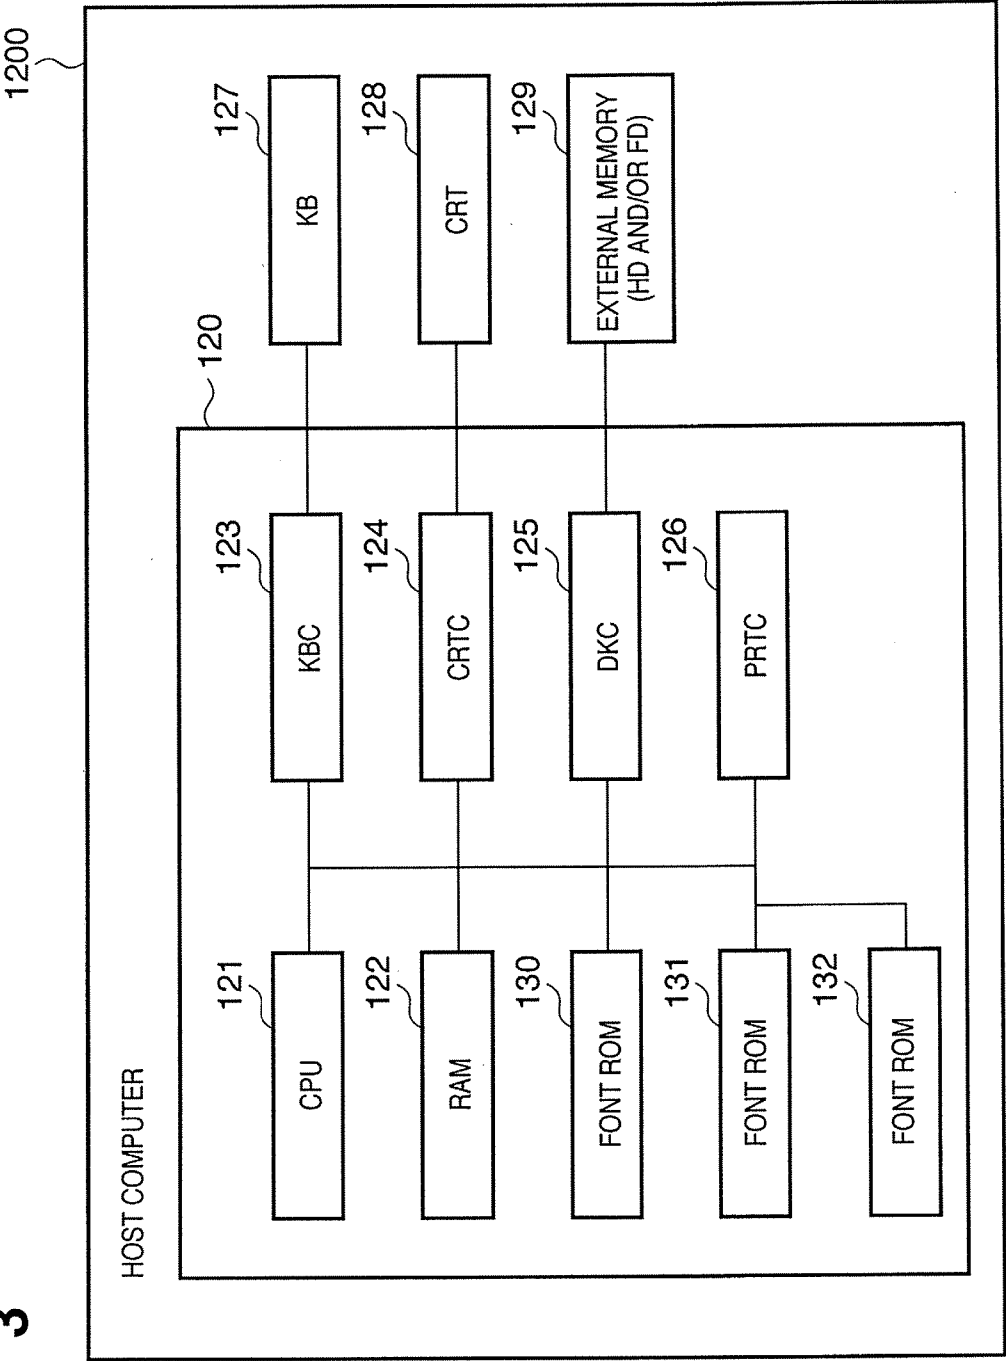 3
1200
HOST COMPUTER
120
121
CPU
123
KBC
127
KB
122
RAM
124
CRTC
128
CRT
130
FONT ROM
125
DKC
129
EXTERNAL MEMORY
(HD AND/OR FD)
131
FONT ROM
126
PRTC
132
FONT ROM